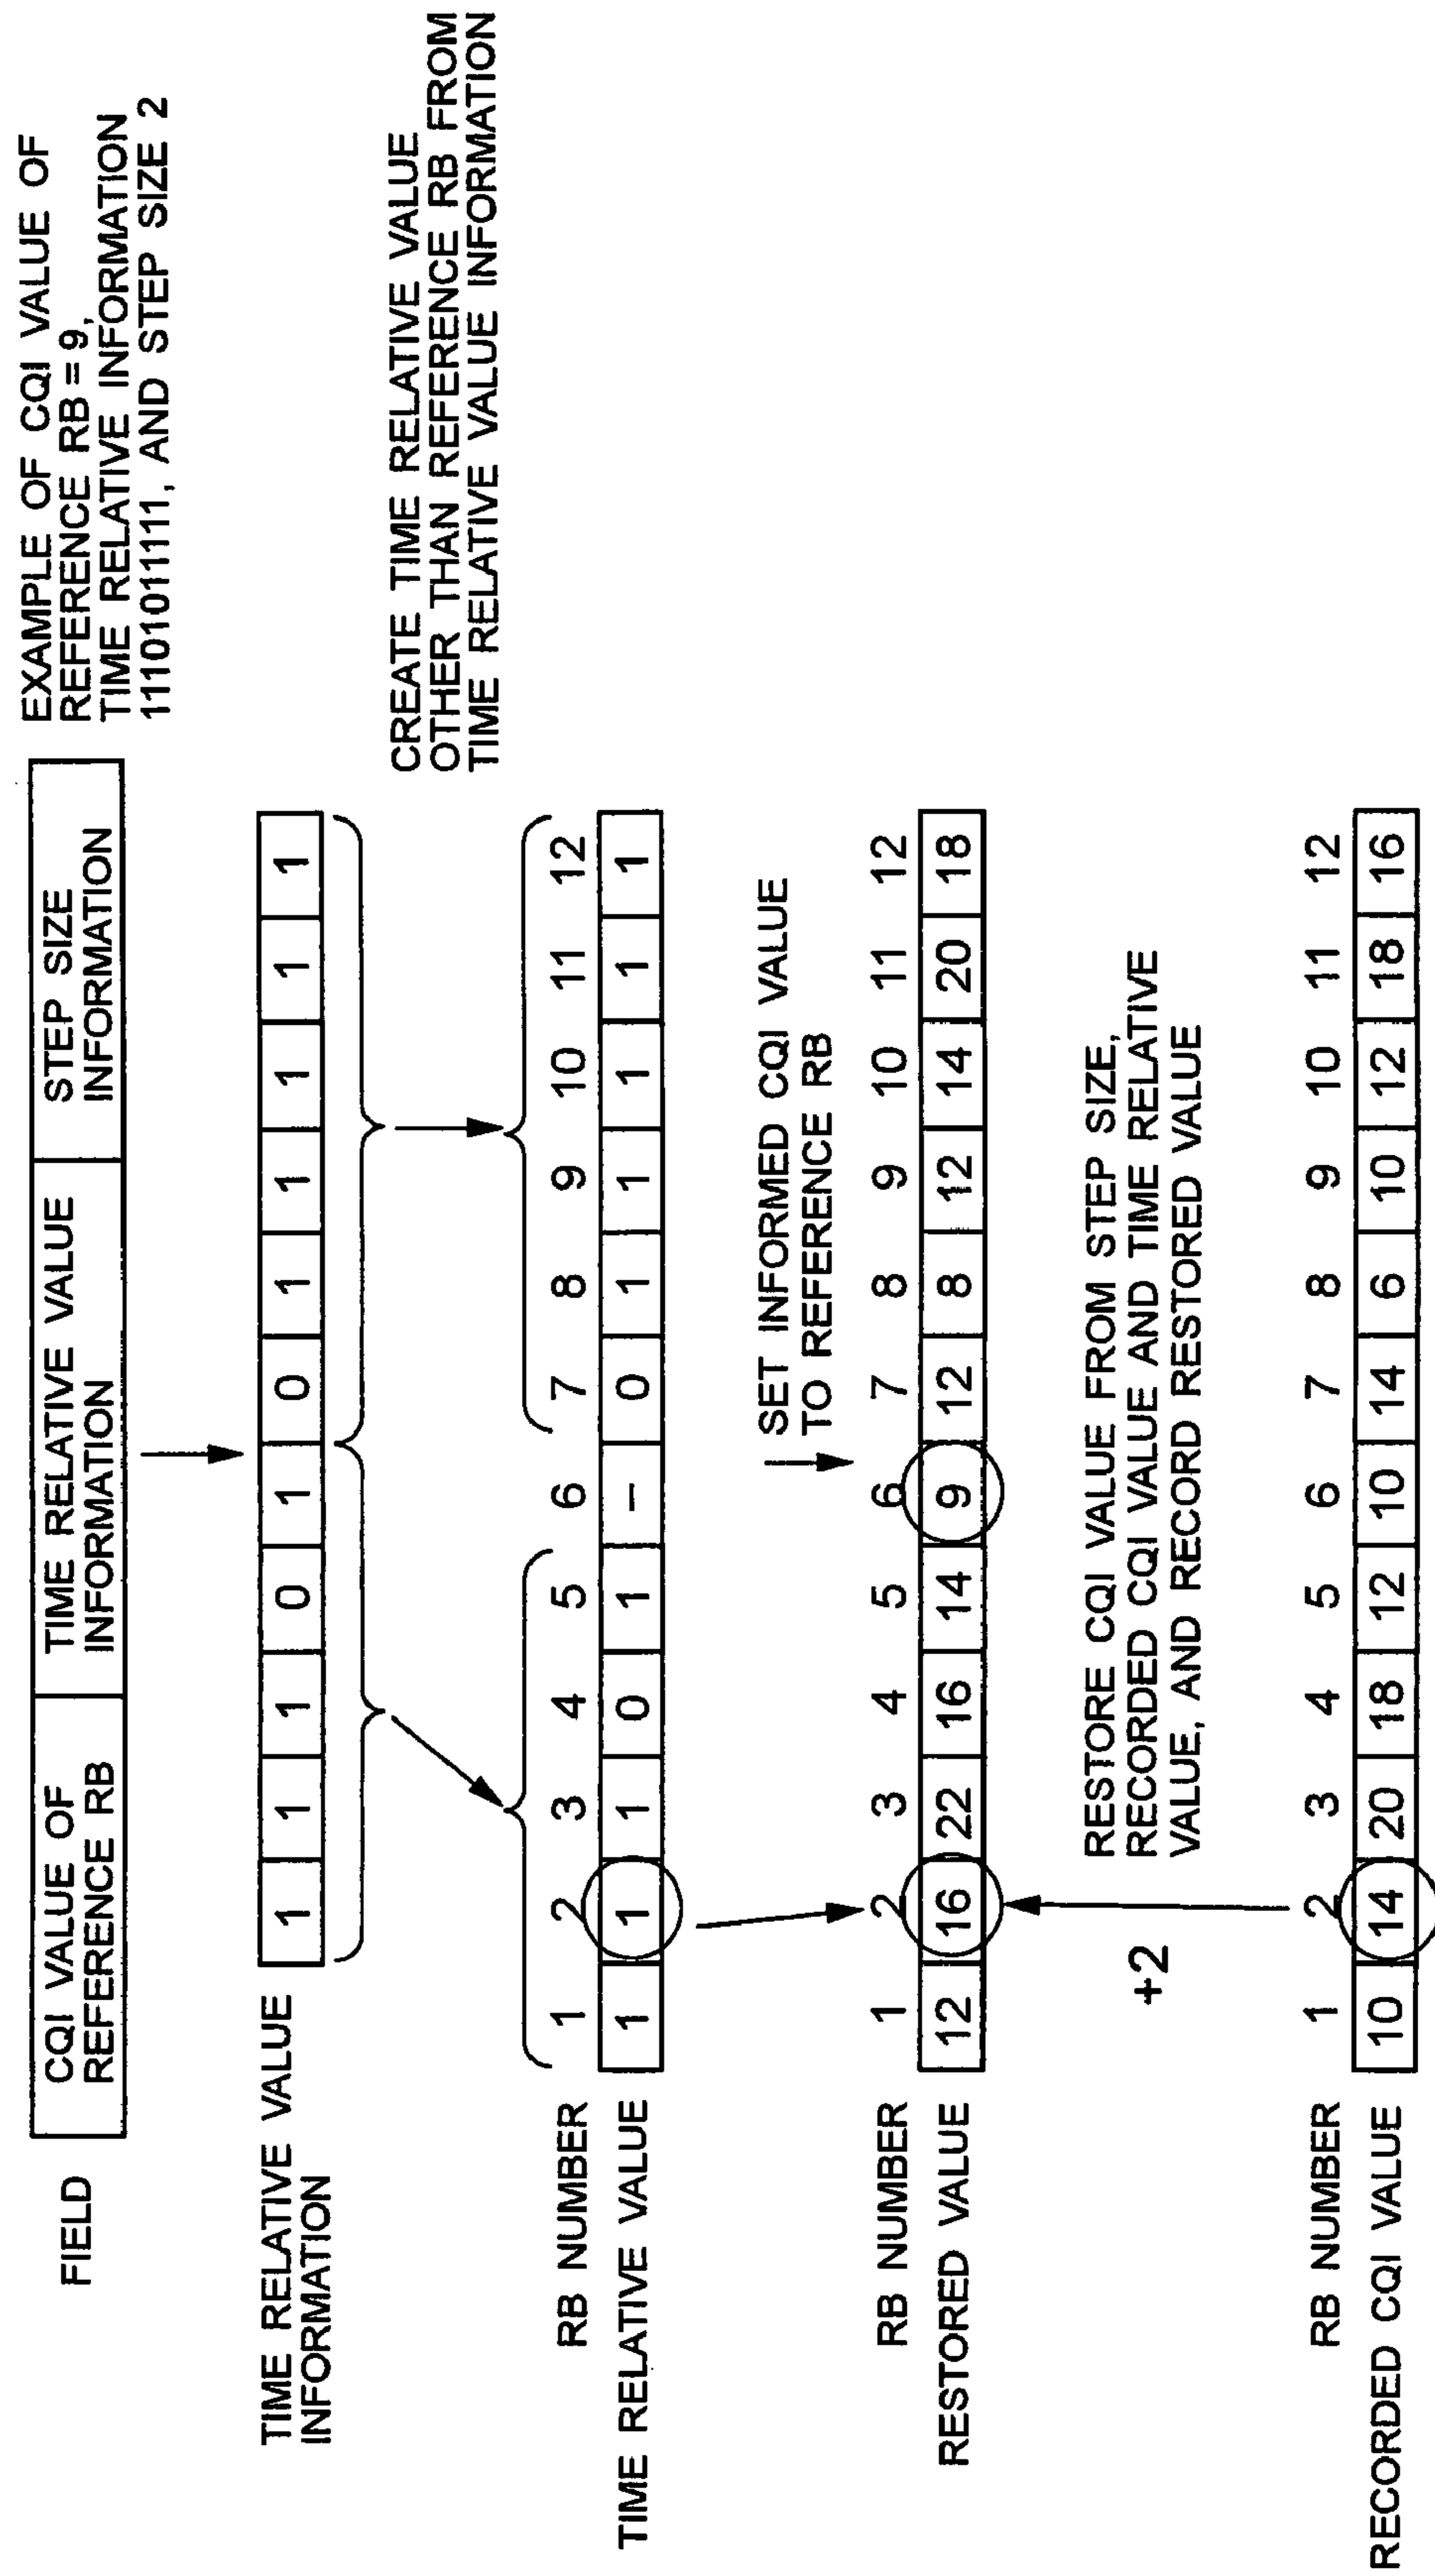 EXAMPLE OF CQI VALUE OF
REFERENCE RB = 9,
TIME RELATIVE INFORMATION
11101011111, AND STEP SIZE 2
FIELD
CQI VALUE OF
REFERENCE RB
TIME RELATIVE VALUE
INFORMATION
STEP SIZE
INFORMATION
TIME RELATIVE VALUE
INFORMATION
1 1 1 0 1 0 1 1 1 1 1
CREATE TIME RELATIVE VALUE
OTHER THAN REFERENCE RB FROM
TIME RELATIVE VALUE INFORMATION
RB NUMBER 1 2 3 4 5 6 7 8 9 10 11 12
TIME RELATIVE VALUE 1 1 1 0 1 – 0 1 1 1 1 1
SET INFORMED CQI VALUE
TO REFERENCE RB
RB NUMBER 1 2 3 4 5 6 7 8 9 10 11 12
RESTORED VALUE 12 16 22 16 14 9 12 8 12 14 20 18
+2
RESTORE CQI VALUE FROM STEP SIZE,
RECORDED CQI VALUE AND TIME RELATIVE
VALUE, AND RECORD RESTORED VALUE
RB NUMBER 1 2 3 4 5 6 7 8 9 10 11 12
RECORDED CQI VALUE 10 14 20 18 12 10 14 6 10 12 18 16